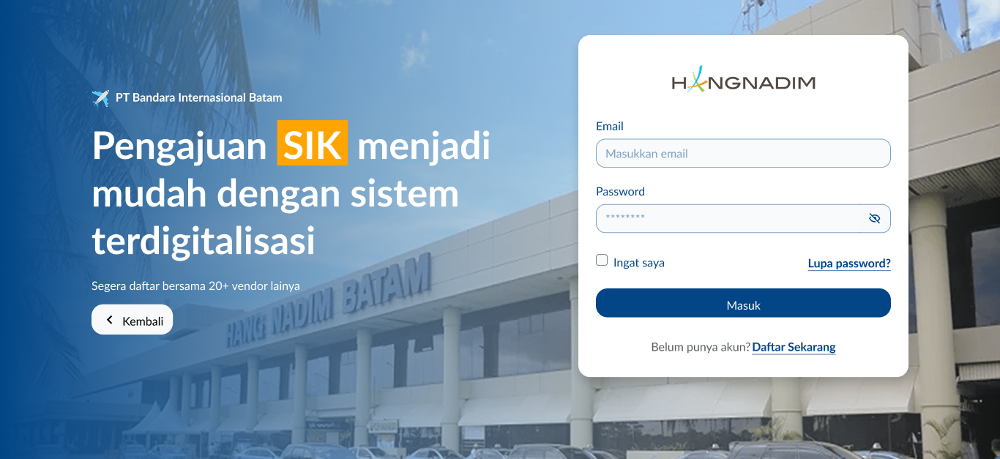 PT Bandara Internasional Batam
Pengajuan SIK menjadi
mudah dengan sistem
terdigitalisasi
Segera daftar bersama 20+ vendor lainya
Kembali
HANG NADIM BATAM
HANGNADIM
Email
Masukkan email
Password
********
Ingat saya
Lupa password?
Masuk
Belum punya akun? Daftar Sekarang